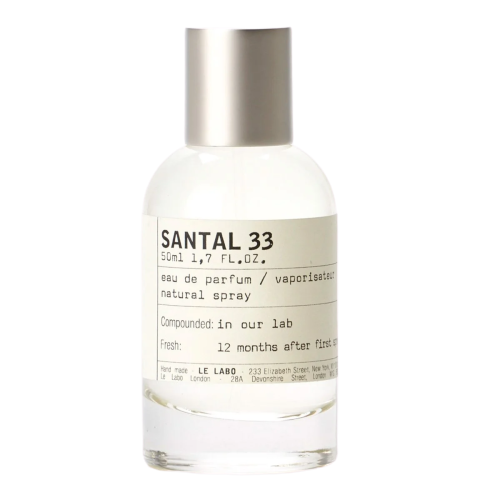 SANTAL 33
50ml 1,7 FL.OZ.
eau de parfum / vaporisateur
natural spray
Compounded: in our lab
Fresh: 12 months after first
Hand made - LE LABO - 233 Elizabeth Street, New York,
Le Labo London - 28A Devonshire Street, London